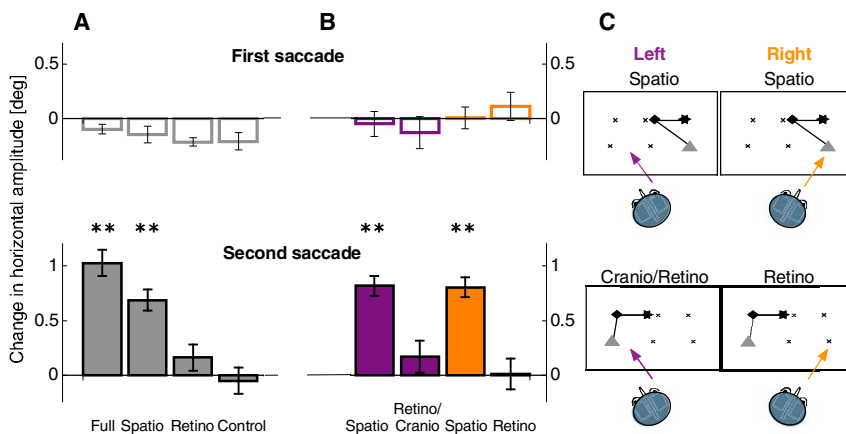 A
B
C
Change in horizontal amplitude [deg]
0.5
0
First saccade
0.5
0
Left
Right
Spatio
Spatio
** **
** **
Second saccade
1
0.5
0
1
0.5
0
Cranio/Retino
Retino
Full Spatio Retino Control
Spatio Retino/ Cranio Spatio Retino